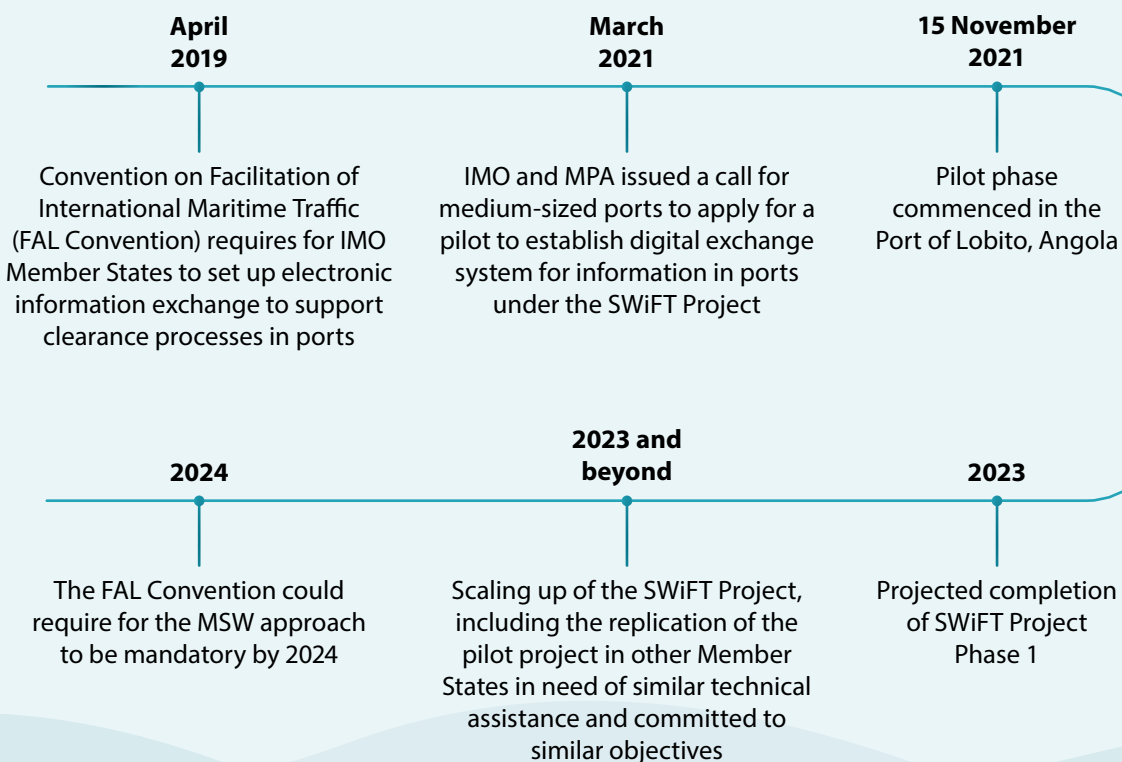 April
2019
Convention on Facilitation of
International Maritime Traffic
(FAL Convention) requires for IMO
Member States to set up electronic
information exchange to support
clearance processes in ports
March
2021
IMO and MPA issued a call for
medium-sized ports to apply for a
pilot to establish digital exchange
system for information in ports
under the SWiFT Project
15 November
2021
Pilot phase
commenced in the
Port of Lobito, Angola
2023
Projected completion
of SWiFT Project
Phase 1
2023 and
beyond
Scaling up of the SWiFT Project,
including the replication of the
pilot project in other Member
States in need of similar technical
assistance and committed to
similar objectives
2024
The FAL Convention could
require for the MSW approach
to be mandatory by 2024